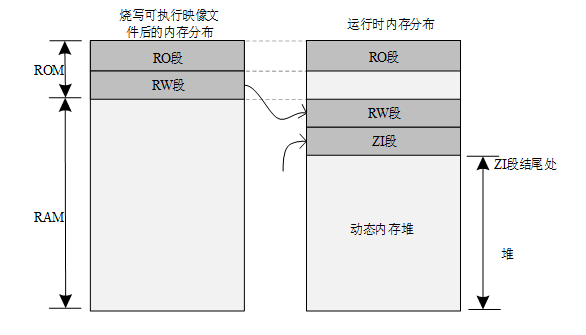 烧写可执行映像文
件后的内存分布
运行时内存分布
ROM
RO段
RO段
RW段
RW段
ZI段
ZI段结尾处
RAM
动态内存堆
堆